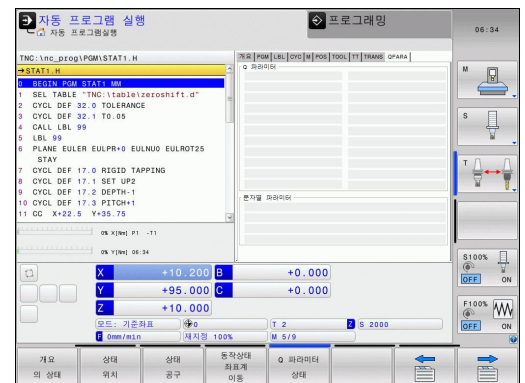 자동 프로그램 실행
자동 프로그램실행
프로그래밍
06:34
TNC:\nc_prog\PGM\STAT1.H
→STAT1.H
0 BEGIN PGM STAT1 MM
1 SEL TABLE "TNC:\table\zeroshift.d"
2 CYCL DEF 32.0 TOLERANCE
3 CYCL DEF 32.1 T0.05
4 CALL LBL 99
5 LBL 99
6 PLANE EULER EULPR+0 EULNU0 EULROT25
STAY
7 CYCL DEF 17.0 RIGID TAPPING
8 CYCL DEF 17.1 SET UP2
9 CYCL DEF 17.2 DEPTH-1
10 CYCL DEF 17.3 PITCH+1
11 CC X+22.5 Y+35.75
개요 PGM LBL CYC M POS TOOL TT TRANS QPARA
Q 파라미터
문자열 파라미터
M
S
T
0% X[Nm] P1 -T1
0% Y[Nm] 06:34
X +10.200 B +0.000
Y +95.000 C +0.000
Z +10.000
모드: 기준좌표 0 T 2 Z S 2000
F 0mm/min 재지정 100% M 5/9
S100%
OFF ON
F100%
OFF ON
개요
의 상태
상태
위치
상태
공구
동작상태
좌표계
이동
Q 파라미터
상태